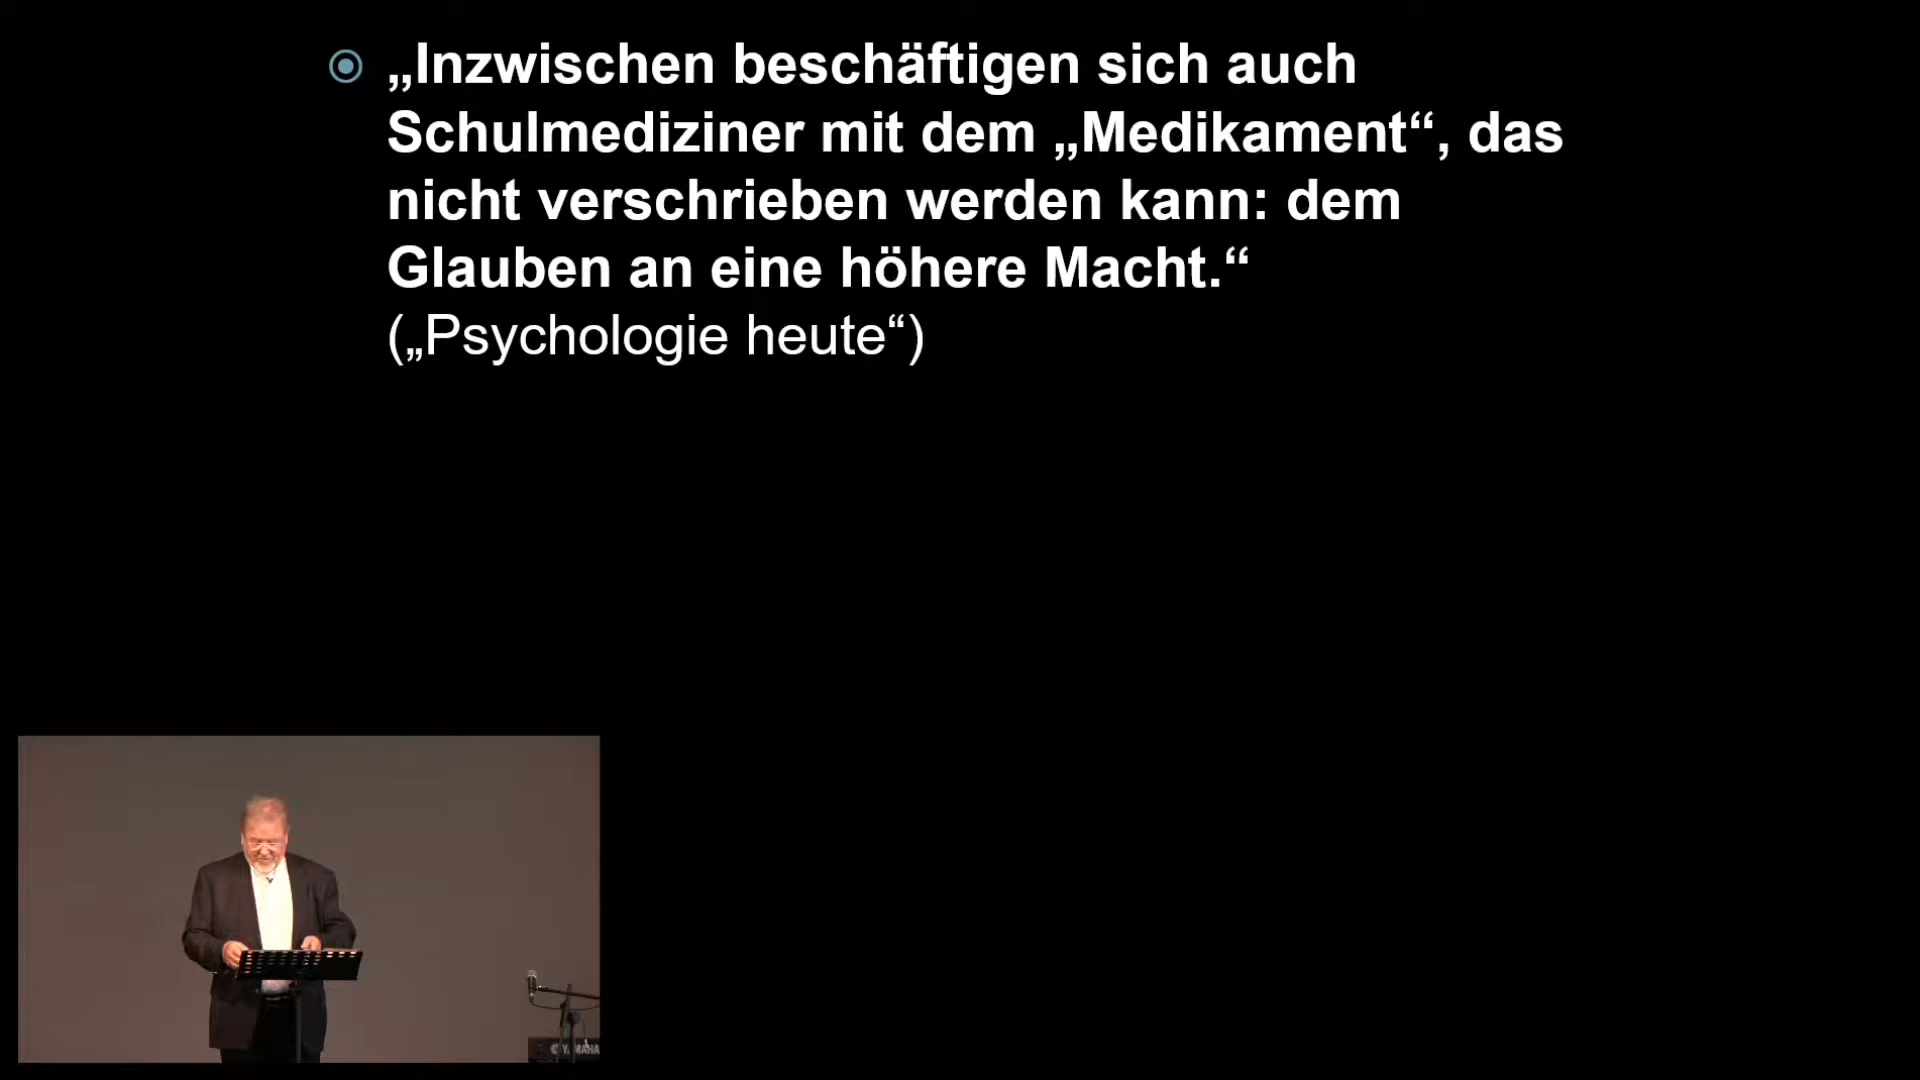 „Inzwischen beschäftigen sich auch
Schulmediziner mit dem „Medikament“, das
nicht verschrieben werden kann: dem
Glauben an eine höhere Macht.“
(„Psychologie heute“)
YAMAHA